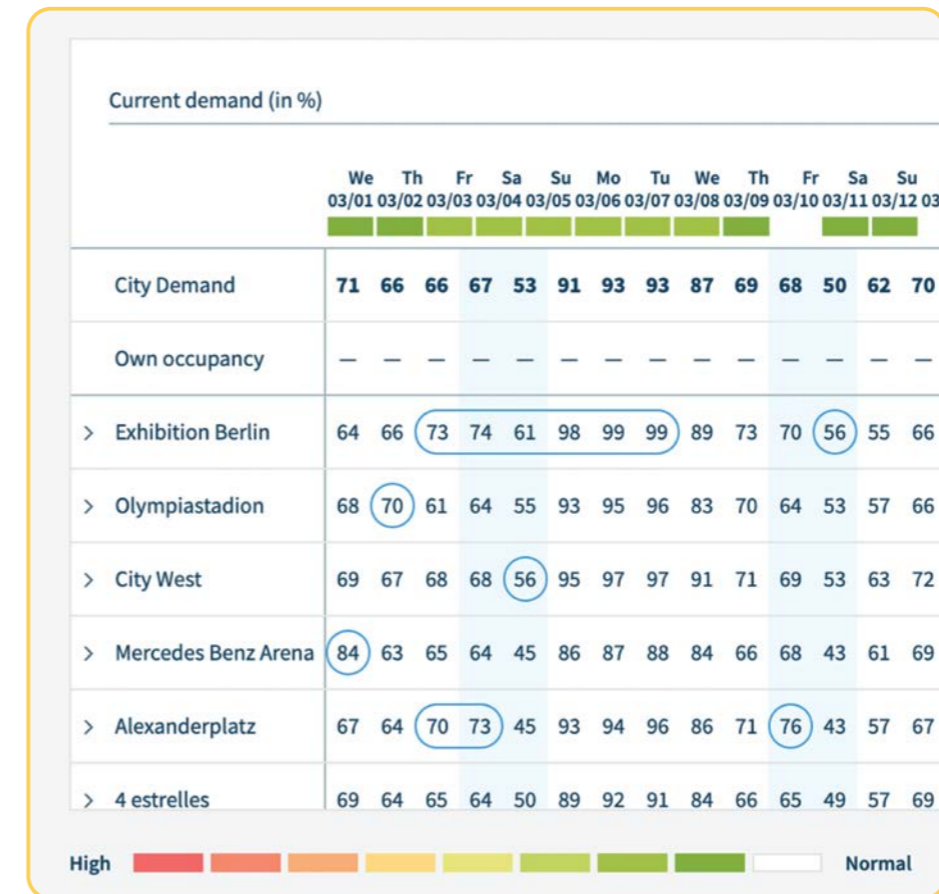 Current demand (in %)
We Th Fr Sa Su Mo Tu We Th Fr Sa Su
03/01 03/02 03/03 03/04 03/05 03/06 03/07 03/08 03/09 03/10 03/11 03/12 03
City Demand 71 66 66 67 53 91 93 93 87 69 68 50 62 70
Own occupancy — — — — — — — — — — — — — —
> Exhibition Berlin 64 66 73 74 61 98 99 99 89 73 70 56 55 66
> Olympiastadion 68 70 61 64 55 93 95 96 83 70 64 53 57 66
> City West 69 67 68 68 56 95 97 97 91 71 69 53 63 72
> Mercedes Benz Arena 84 63 65 64 45 86 87 88 84 66 68 43 61 69
> Alexanderplatz 67 64 70 73 45 93 94 96 86 71 76 43 57 67
> 4 estrelles 69 64 65 64 50 89 92 91 84 66 65 49 57 69
High Normal